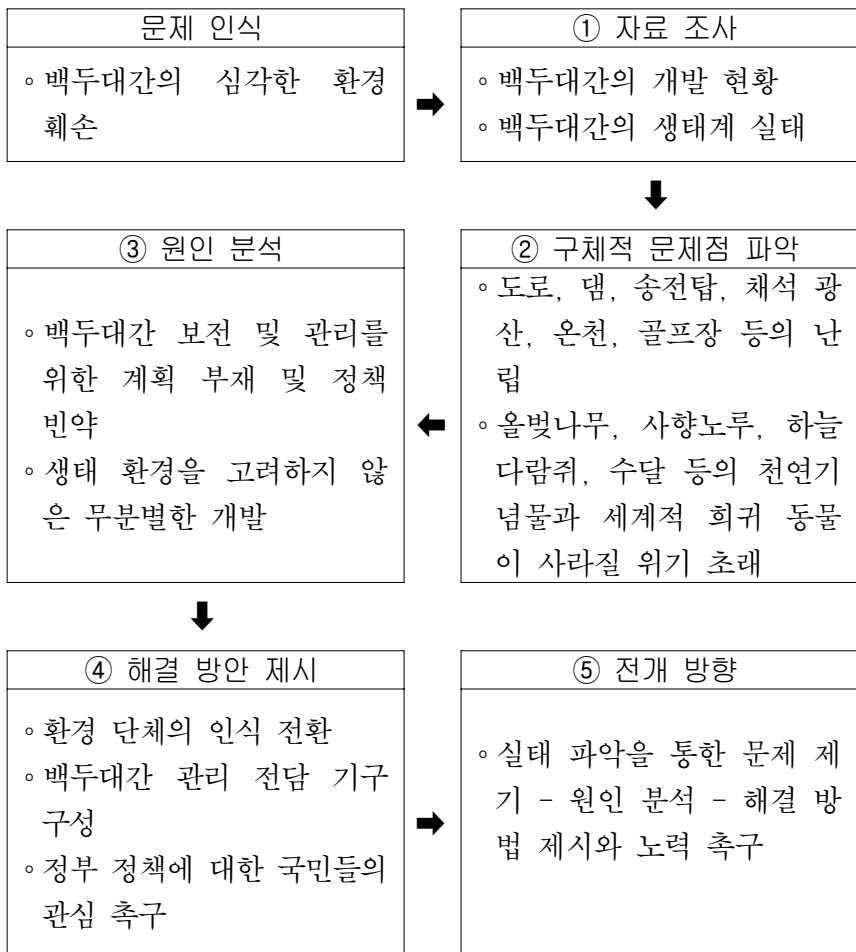 문제 인식
◦백두대간의 심각한 환경
훼손
① 자료 조사
◦백두대간의 개발 현황
◦백두대간의 생태계 실태
② 구체적 문제점 파악
◦도로, 댐, 송전탑, 채석 광
산, 온천, 골프장 등의 난
립
◦올벚나무, 사향노루, 하늘
다람쥐, 수달 등의 천연기
념물과 세계적 희귀 동물
이 사라질 위기 초래
③ 원인 분석
◦백두대간 보전 및 관리를
위한 계획 부재 및 정책
빈약
◦생태 환경을 고려하지 않
은 무분별한 개발
④ 해결 방안 제시
◦환경 단체의 인식 전환
◦백두대간 관리 전담 기구
구성
◦정부 정책에 대한 국민들의
관심 촉구
⑤ 전개 방향
◦실태 파악을 통한 문제 제
기 - 원인 분석 - 해결 방
법 제시와 노력 촉구